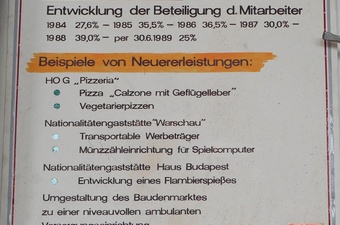 Entwicklung der Beteiligung d. Mitarbeiter
1984 27,6% – 1985 35,5% – 1986 36,5% – 1987 30,0% –
1988 39,0% – per 30.6.1989 25%
Beispiele von Neuererleistungen:
HO G „Pizzeria“
Pizza „Calzone mit Geflügelleber“
Vegetarierpizzen
Nationalitätengaststätte "Warschau"
Transportable Werbeträger
Münzzähleinrichtung für Spielcomputer
Nationalitätengaststätte Haus Budapest
Entwicklung eines Flambierspießes
Umgestaltung des Baudenmarktes
zu einer niveauvollen ambulanten
Versorgungseinrichtung